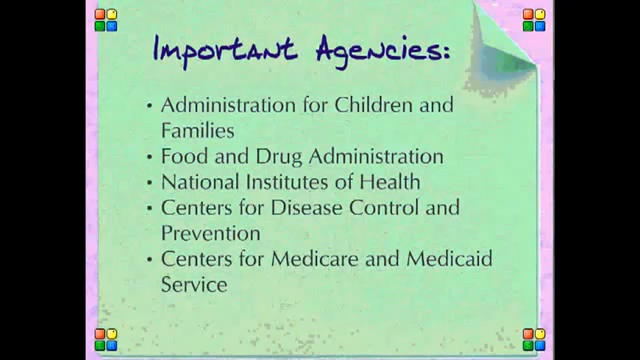 Important Agencies:
• Administration for Children and
Families
• Food and Drug Administration
• National Institutes of Health
• Centers for Disease Control and
Prevention
• Centers for Medicare and Medicaid
Service